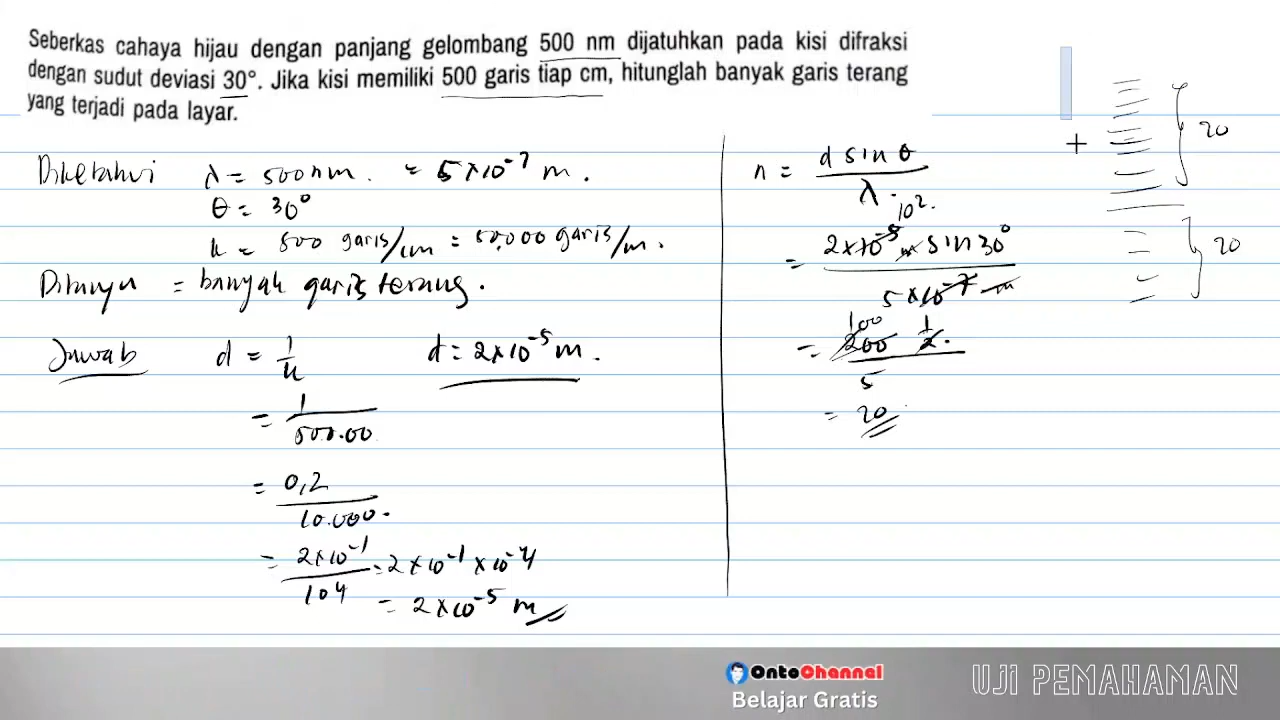 Seberkas cahaya hijau dengan panjang gelombang 500 nm dijatuhkan pada kisi difraksi
dengan sudut deviasi 30°. Jika kisi memiliki 500 garis tiap cm, hitunglah banyak garis terang
yang terjadi pada layar.
Diketahui λ = 500 nm. = 5 × 10⁻⁷ m.
θ = 30°
k = 500 garis/cm = 50.000 garis/m.
Ditanya = banyak garis terang.
Jawab d = 1/k d = 2 × 10⁻⁵ m.
= 1/500.00
= 0,2/10.000.
= 2 × 10⁻¹/10⁴ = 2 × 10⁻¹ × 10⁻⁴
= 2 × 10⁻⁵ m
n = d sin θ/λ.
10².
= 2 × 10⁻⁵ m × sin 30°/5 × 10⁻⁷ m
100 1
= 200 2./5
= 20
+ 20
20
OntoChannel
Belajar Gratis
UJI PEMAHAMAN